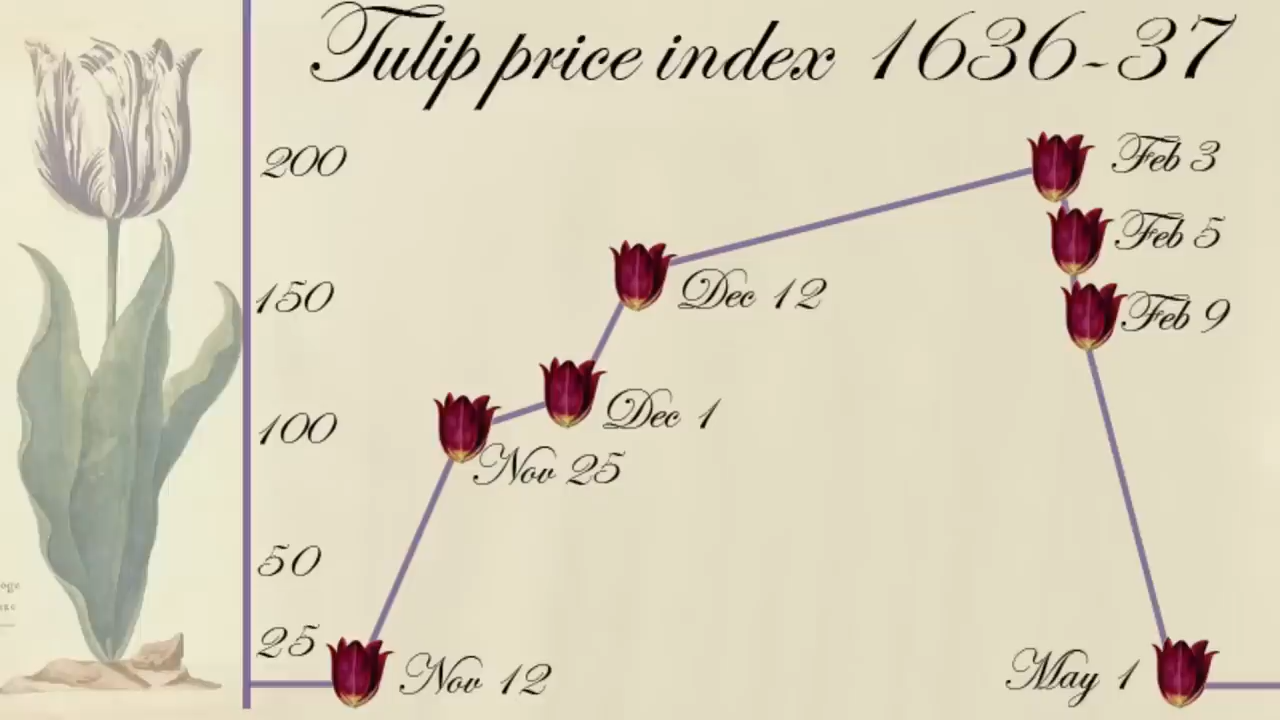 Tulip price index 1636-37
200
Feb 3
Feb 5
150
Dec 12
Feb 9
100
Dec 1
Nov 25
50
25
Nov 12
May 1